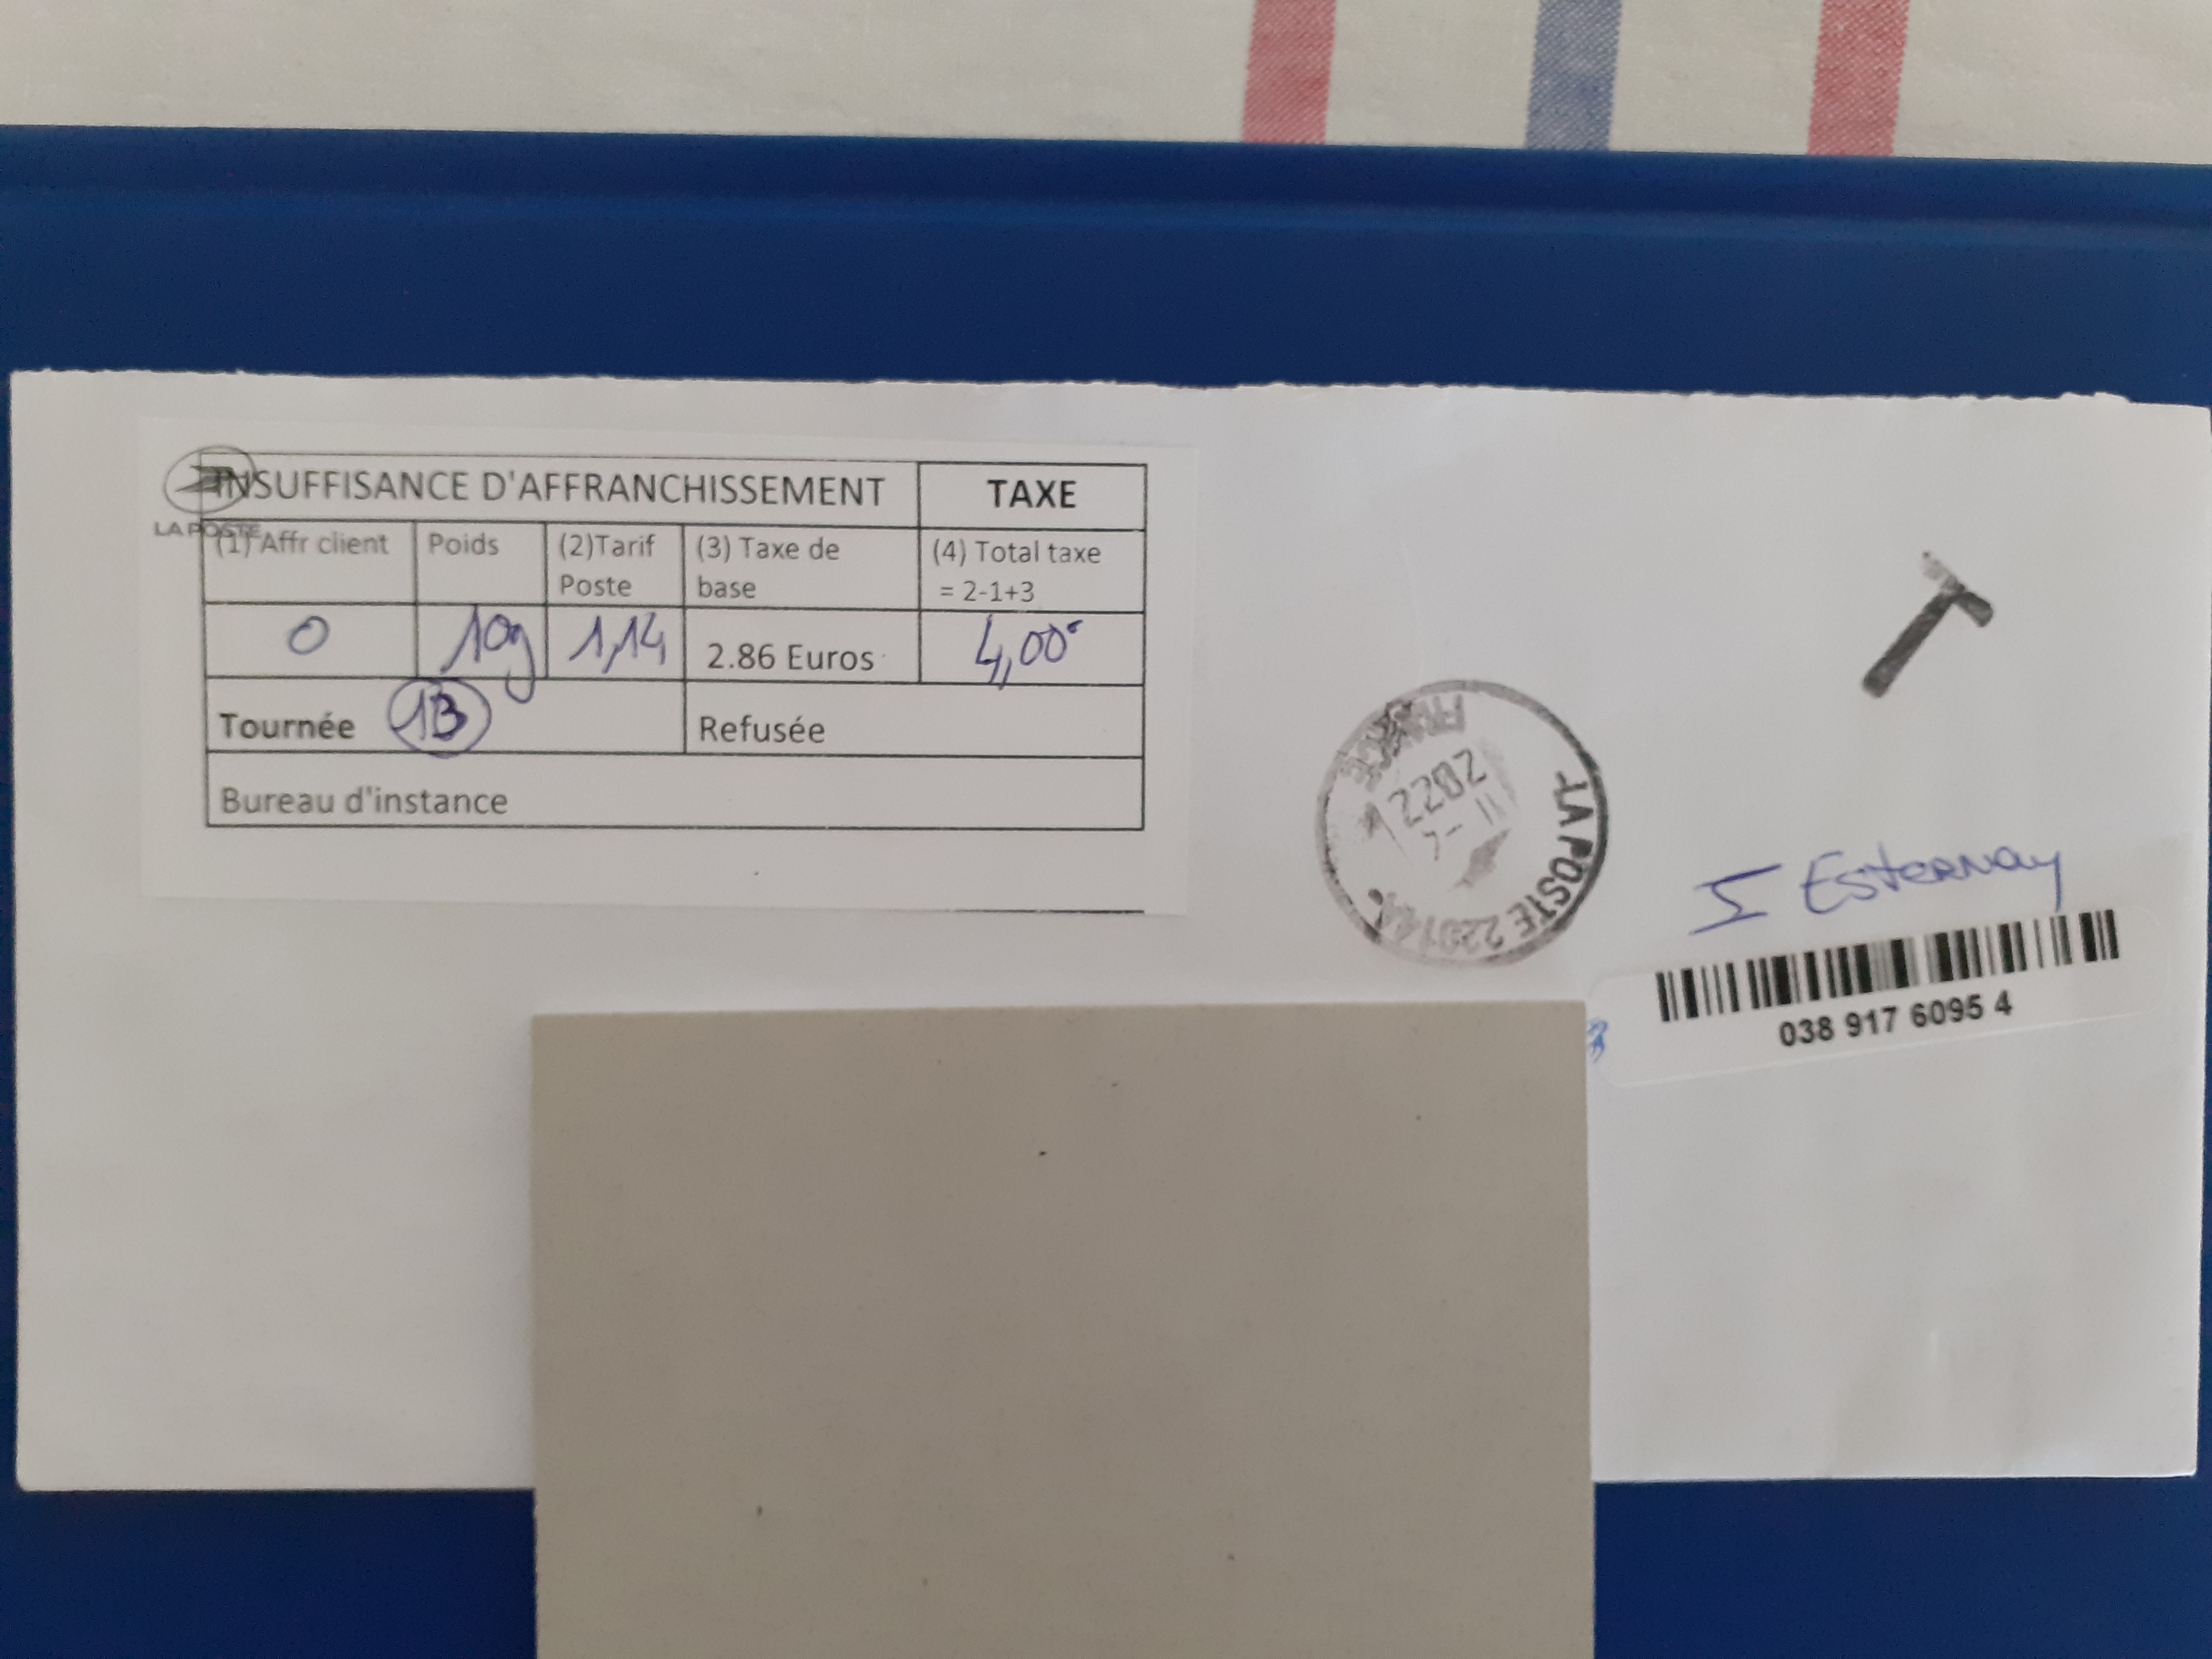 INSUFFISANCE D'AFFRANCHISSEMENT
TAXE
LA POSTE
(1) Affr client
Poids
(2)Tarif
Poste
(3) Taxe de
base
(4) Total taxe
= 2-1+3
0
10g
1,14
2.86 Euros
4,00€
Tournée 13
Refusée
Bureau d'instance
T
FRANCE
2202
LA POSTE
I Esternay
038 917 6095 4